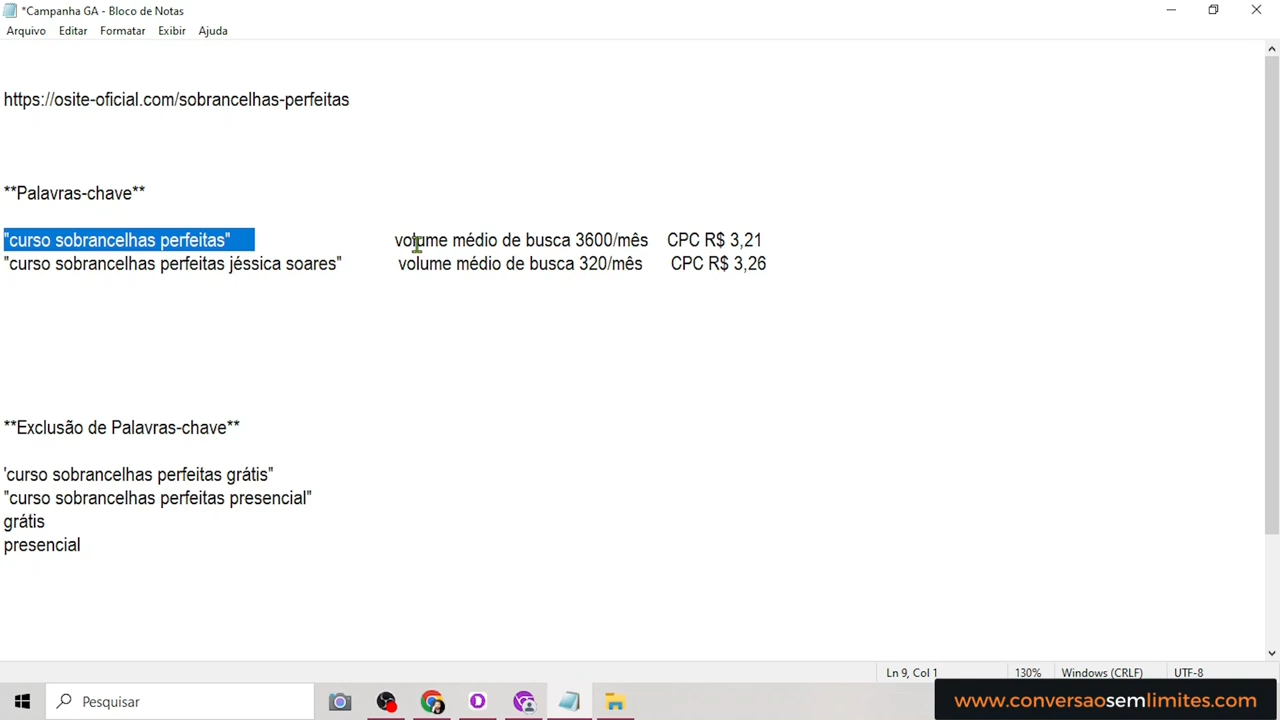 *Campanha GA - Bloco de Notas
Arquivo Editar Formatar Exibir Ajuda
https://osite-oficial.com/sobrancelhas-perfeitas
**Palavras-chave**
"curso sobrancelhas perfeitas" volume médio de busca 3600/mês CPC R$ 3,21
"curso sobrancelhas perfeitas jéssica soares" volume médio de busca 320/mês CPC R$ 3,26
**Exclusão de Palavras-chave**
'curso sobrancelhas perfeitas grátis"
"curso sobrancelhas perfeitas presencial"
grátis
presencial
Ln 9, Col 1 130% Windows (CRLF) UTF-8
Pesquisar
www.conversaosemlimites.com